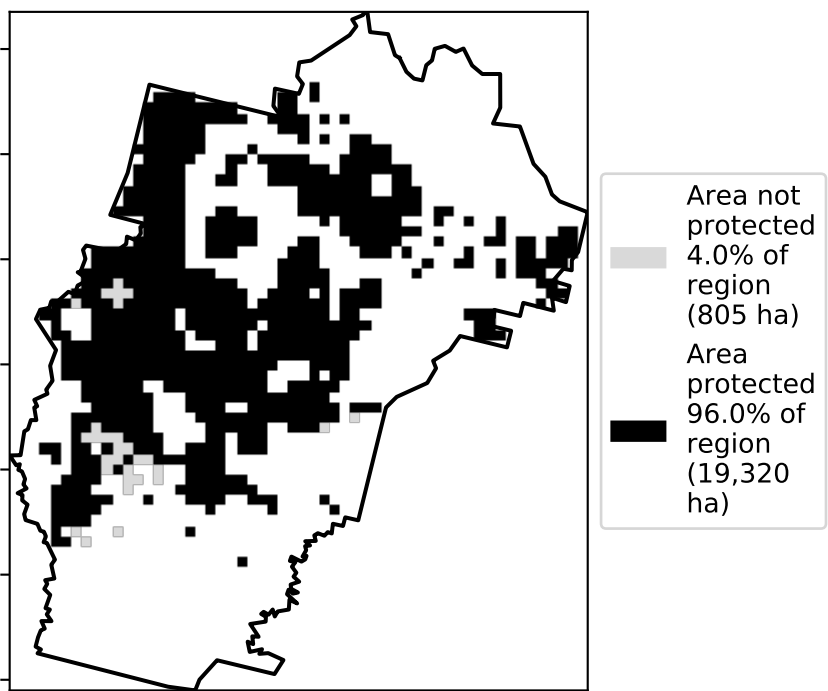 Area not
protected
4.0% of
region
(805 ha)
Area
protected
96.0% of
region
(19,320
ha)